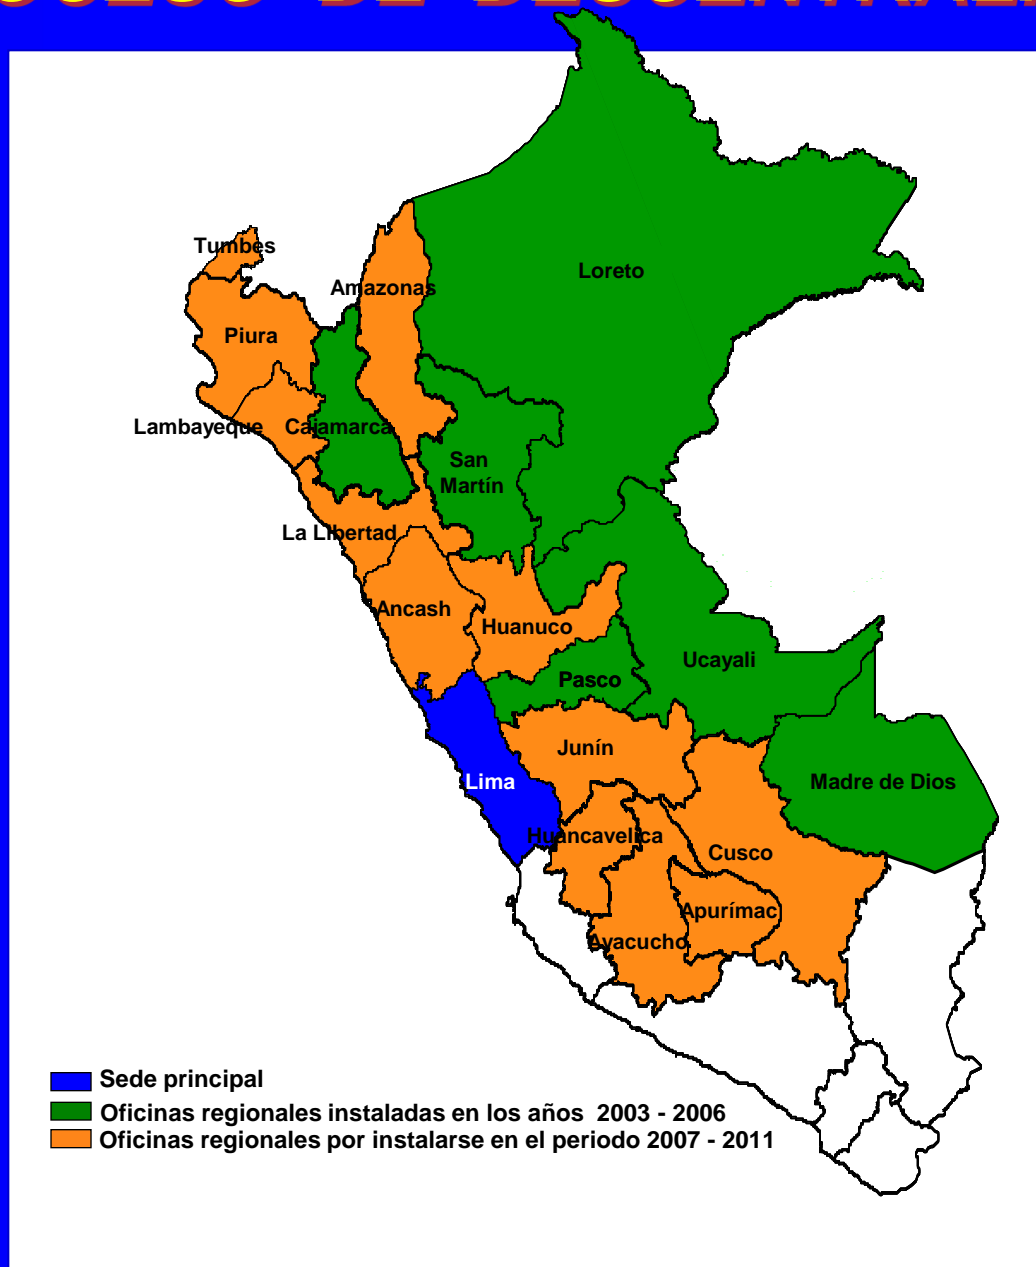 DE
Tumbes
Loreto
Amazonas
Piura
Lambayeque
Cajamarca
San
Martín
La LIbertad
Ancash
Huanuco
Ucayali
Pasco
Junín
Lima
Madre de Dios
Huancavelica
Cusco
Apurímac
Ayacucho
Sede principal
Oficinas regionales instaladas en los años 2003 - 2006
Oficinas regionales por instalarse en el periodo 2007 - 2011